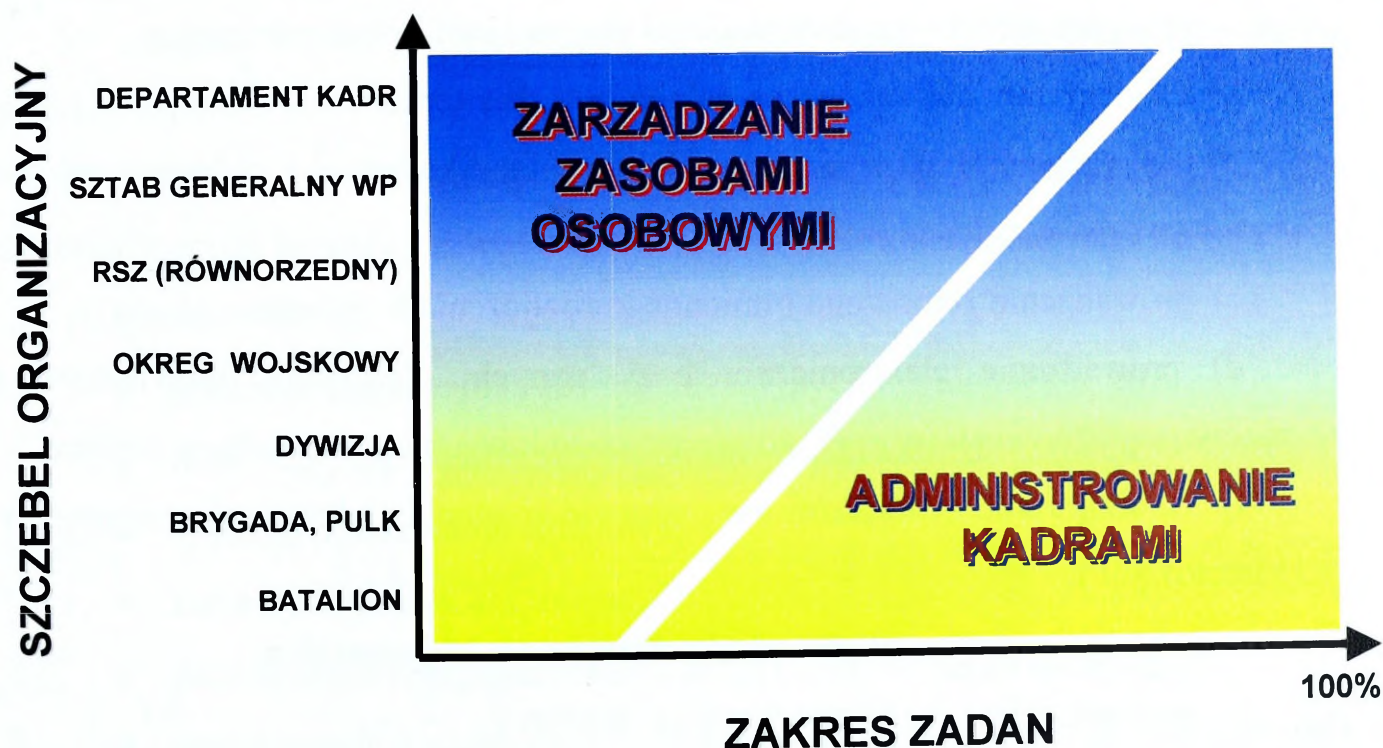 SZCZEBEL ORGANIZACYJNY
DEPARTAMENT KADR
SZTAB GENERALNY WP
RSZ (RÓWNORZEDNY)
OKREG WOJSKOWY
DYWIZJA
BRYGADA, PULK
BATALION
ZARZADZANIE
ZASOBAMI
OSOBOWYMI
ADMINISTROWANIE
KADRAMI
100%
ZAKRES ZADAN